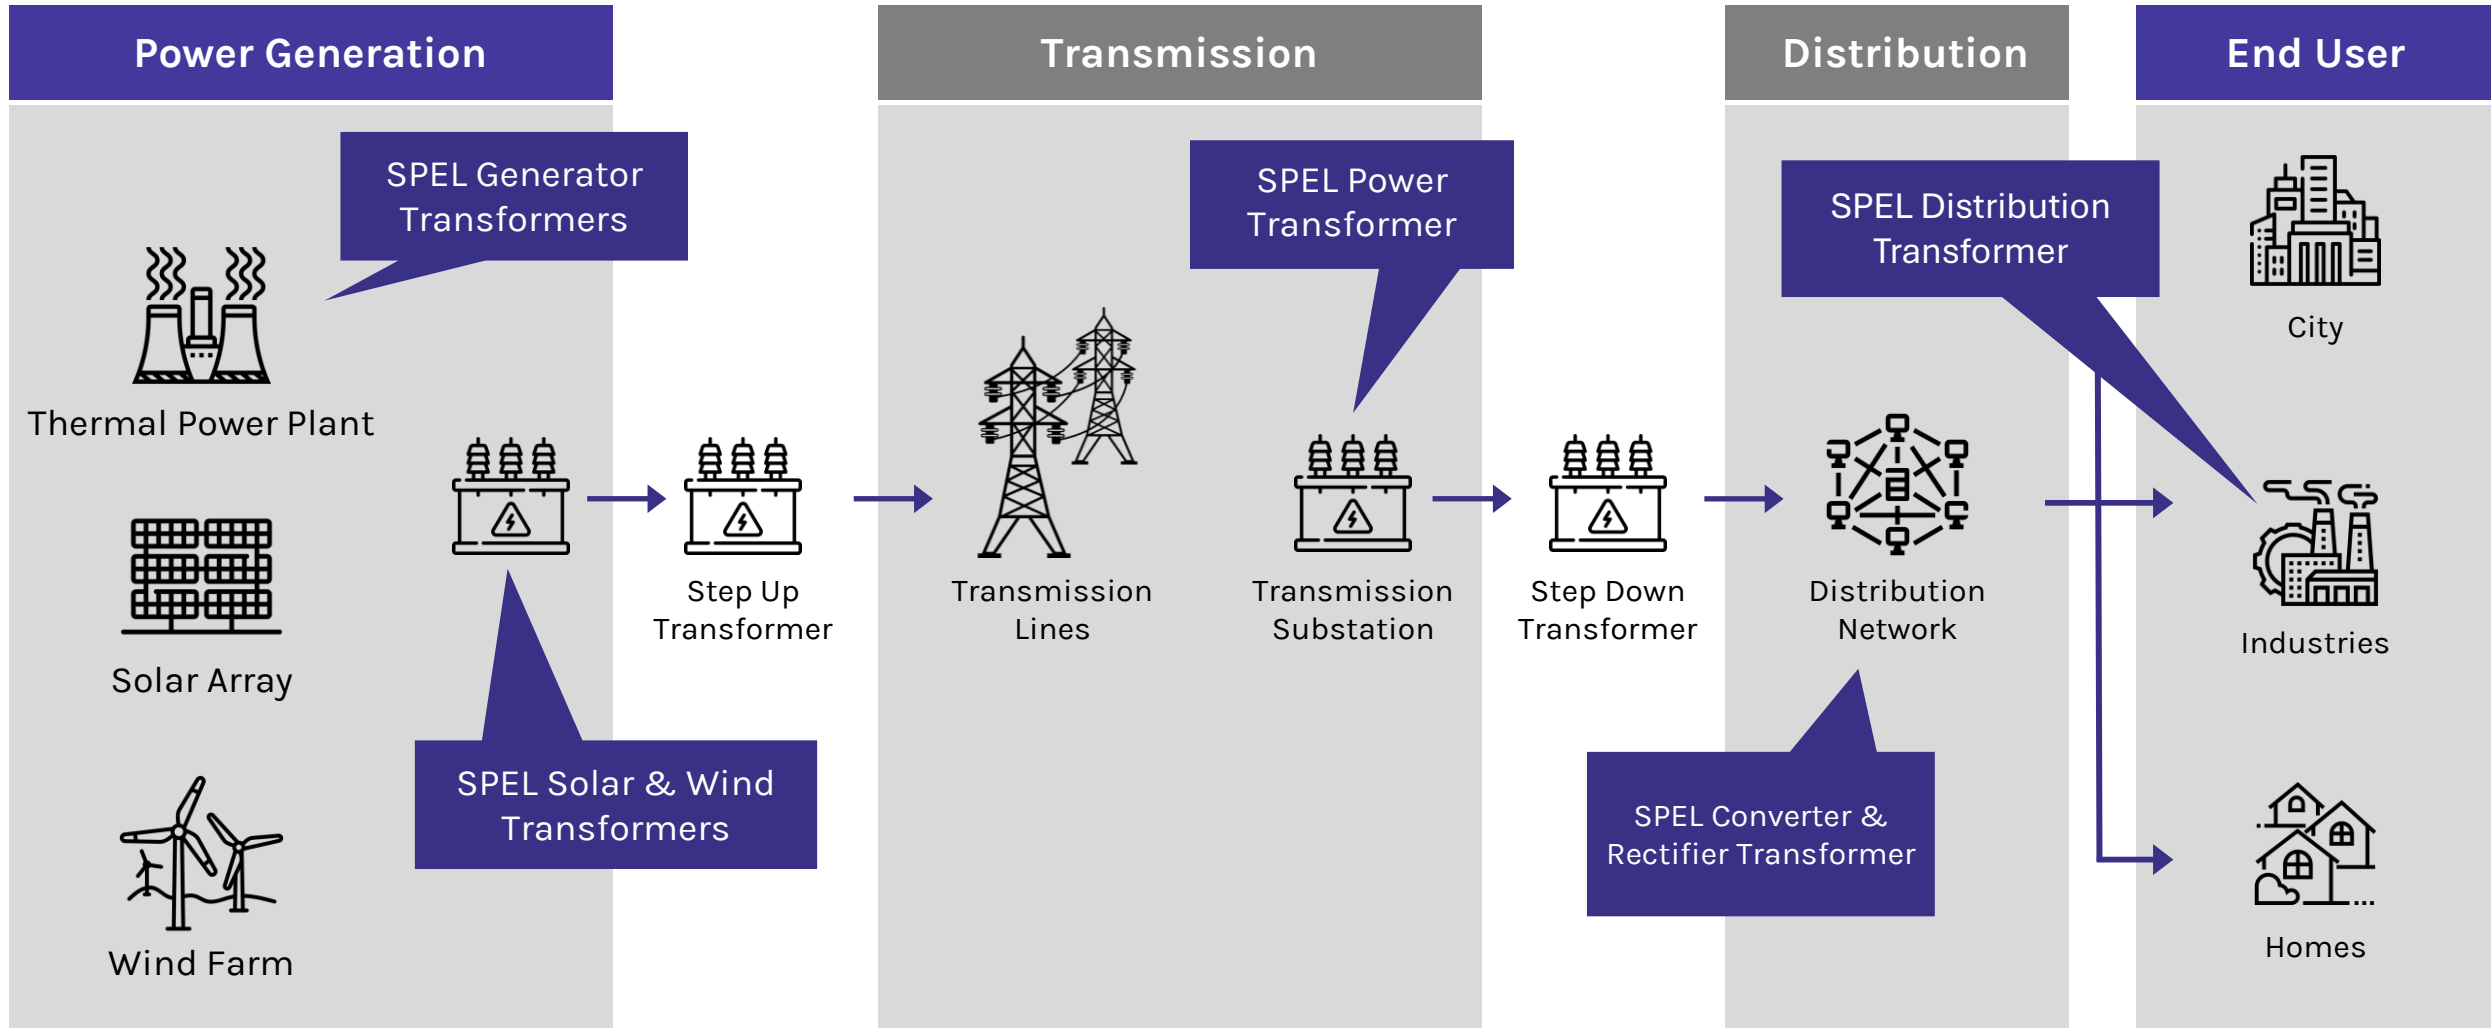 Power Generation
Transmission
Distribution
End User
SPEL Generator
Transformers
Thermal Power Plant
Solar Array
Wind Farm
SPEL Solar & Wind
Transformers
Step Up
Transformer
SPEL Power
Transformer
Transmission
Lines
Transmission
Substation
Step Down
Transformer
SPEL Distribution
Transformer
Distribution
Network
SPEL Converter &
Rectifier Transformer
City
Industries
Homes